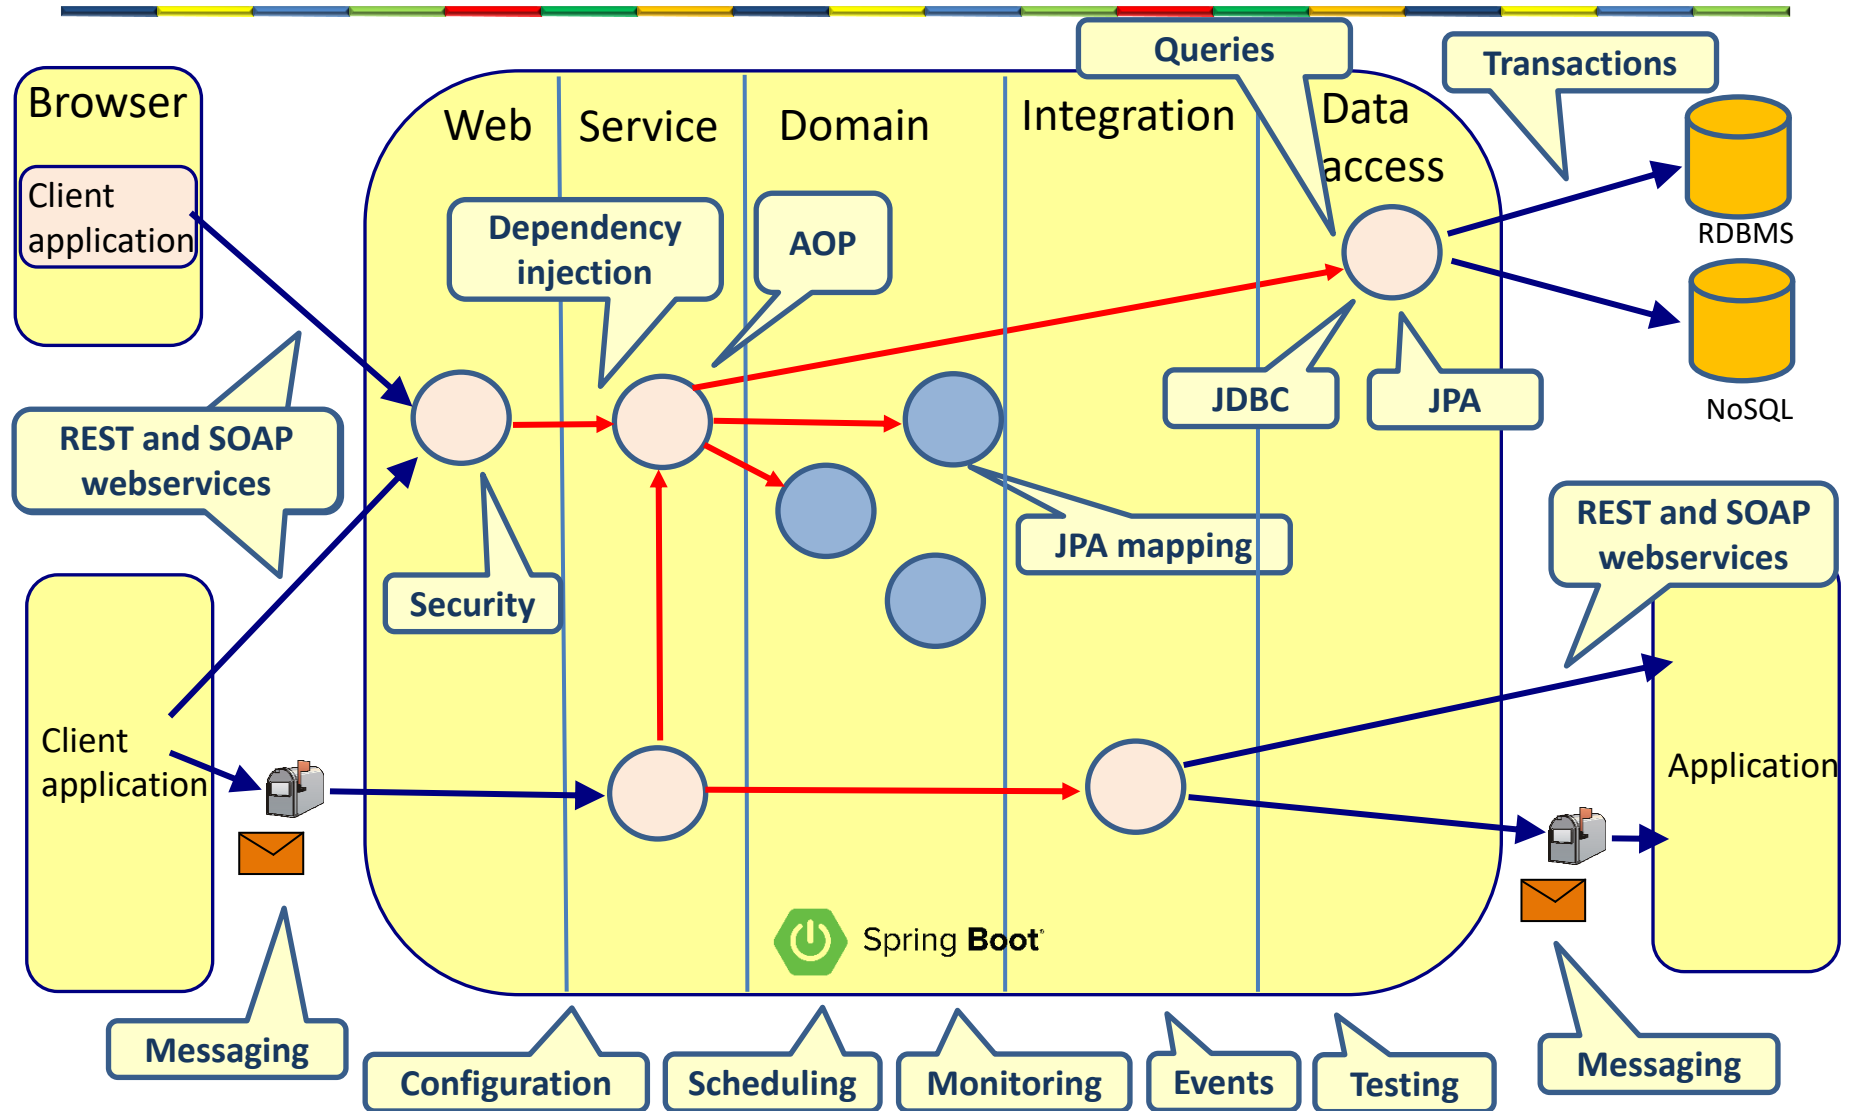 Queries
Transactions
Browser
Web
Service
Domain
Integration
Data
access
Client
application
Dependency
injection
AOP
RDBMS
NoSQL
JDBC
JPA
REST and SOAP
webservices
JPA mapping
Security
REST and SOAP
webservices
Client
application
Application
Spring Boot
Messaging
Configuration
Scheduling
Monitoring
Events
Testing
Messaging